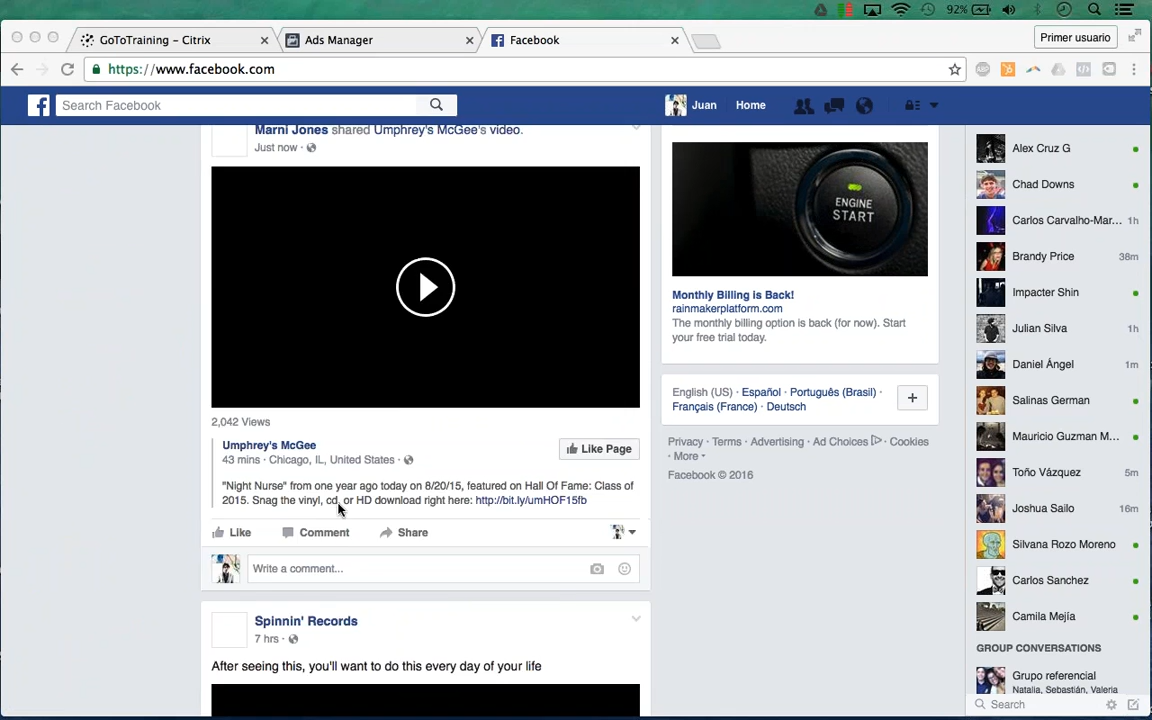 92%
GoToTraining - Citrix
Ads Manager
Facebook
Primer usuario
https://www.facebook.com
Search Facebook
Juan
Home
Marni Jones shared Umphrey's McGee's video.
Just now ·
2,042 Views
Umphrey's McGee
43 mins · Chicago, IL, United States ·
Like Page
"Night Nurse" from one year ago today on 8/20/15, featured on Hall Of Fame: Class of
2015. Snag the vinyl, cd, or HD download right here: http://bit.ly/umHOF15fb
Like Comment Share
Write a comment...
Spinnin' Records
7 hrs ·
After seeing this, you'll want to do this every day of your life
ENGINE
START
Monthly Billing is Back!
rainmakerplatform.com
The monthly billing option is back (for now). Start
your free trial today.
English (US) · Español · Português (Brasil) ·
Français (France) · Deutsch
Privacy · Terms · Advertising · Ad Choices · Cookies
· More
Facebook © 2016
Alex Cruz G
Chad Downs
Carlos Carvalho-Mar... 1h
Brandy Price 38m
Impacter Shin
Julian Silva 1h
Daniel Ángel 1m
Salinas German
Mauricio Guzman M...
Toño Vázquez 5m
Joshua Sailo 16m
Silvana Rozo Moreno
Carlos Sanchez
Camila Mejía
GROUP CONVERSATIONS
Grupo referencial
Natalia, Sebastián, Valeria
Search